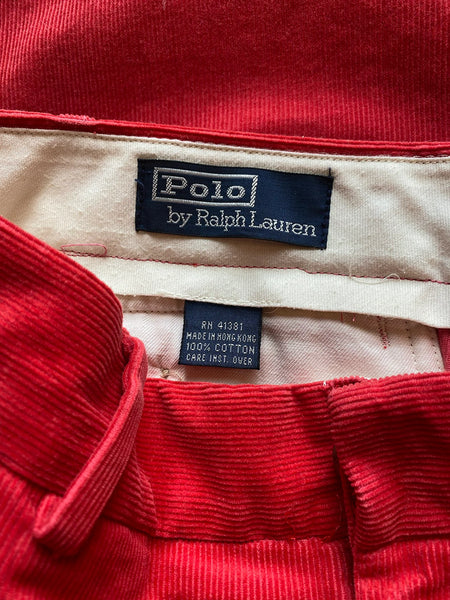 Polo
by Ralph Lauren
RN 41381
MADE IN HONG KONG
100% COTTON
CARE INST. OVER